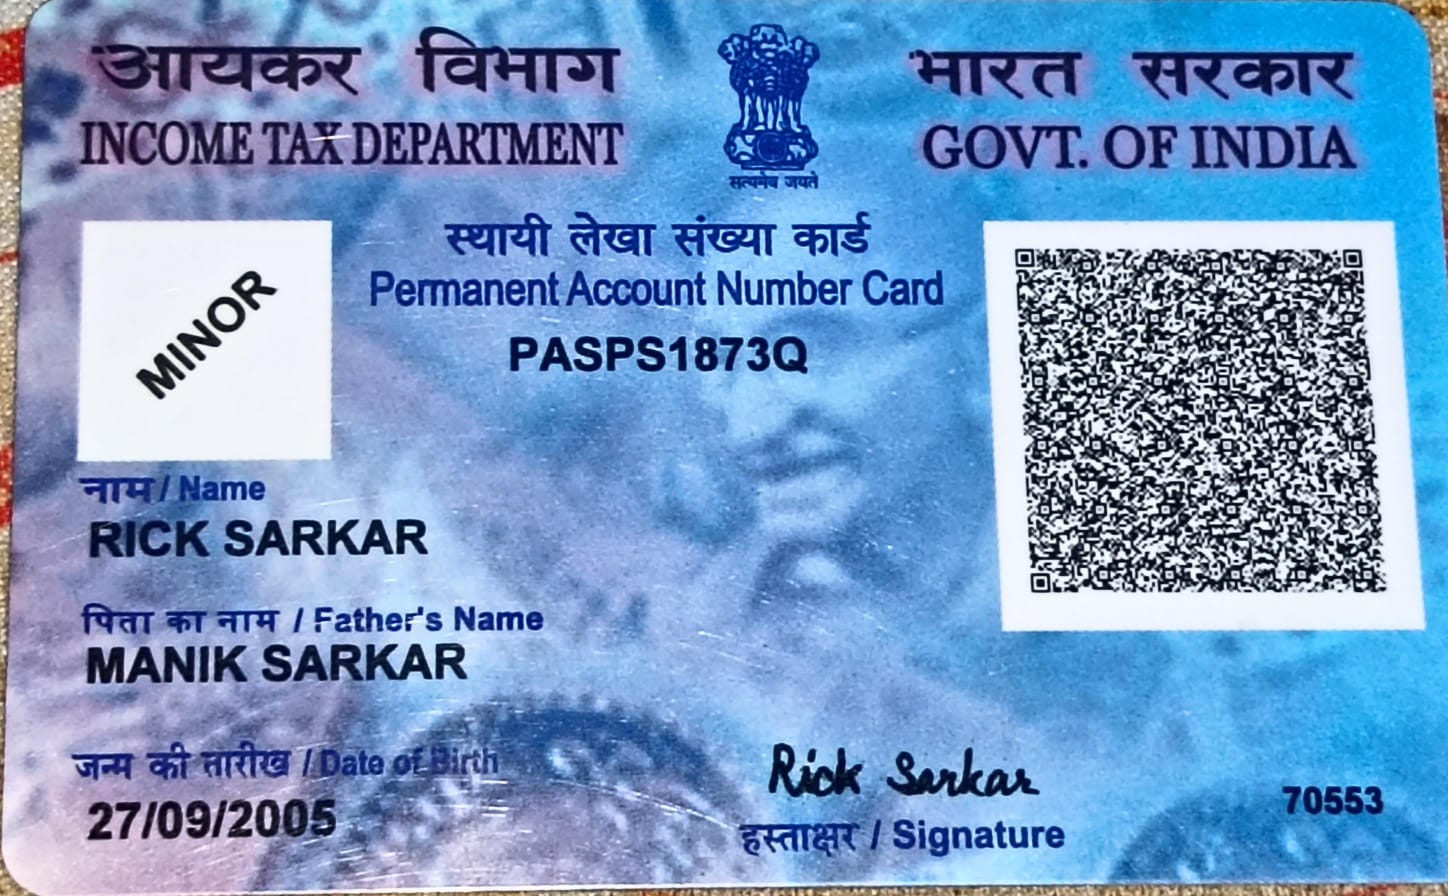 आयकर विभाग
INCOME TAX DEPARTMENT
सत्यमेव जयते
भारत सरकार
GOVT. OF INDIA
स्थायी लेखा संख्या कार्ड
Permanent Account Number Card
PASPS1873Q
MINOR
नाम / Name
RICK SARKAR
पिता का नाम / Father's Name
MANIK SARKAR
जन्म की तारीख / Date of Birth
27/09/2005
Rick Sarkar
हस्ताक्षर / Signature
70553